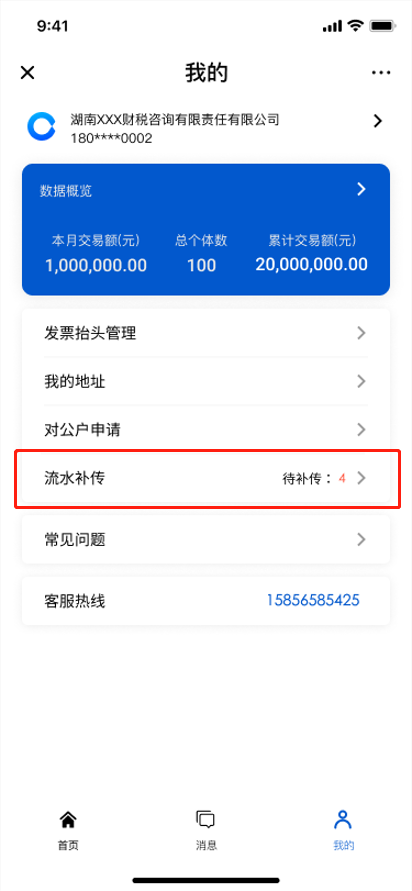 9:41
我的
湖南XXX财税咨询有限责任有限公司
180****0002
数据概览
本月交易额(元) 总个体数 累计交易额(元)
1,000,000.00 100 20,000,000.00
发票抬头管理
我的地址
对公户申请
流水补传 待补传：4
常见问题
客服热线 15856585425
首页 消息 我的